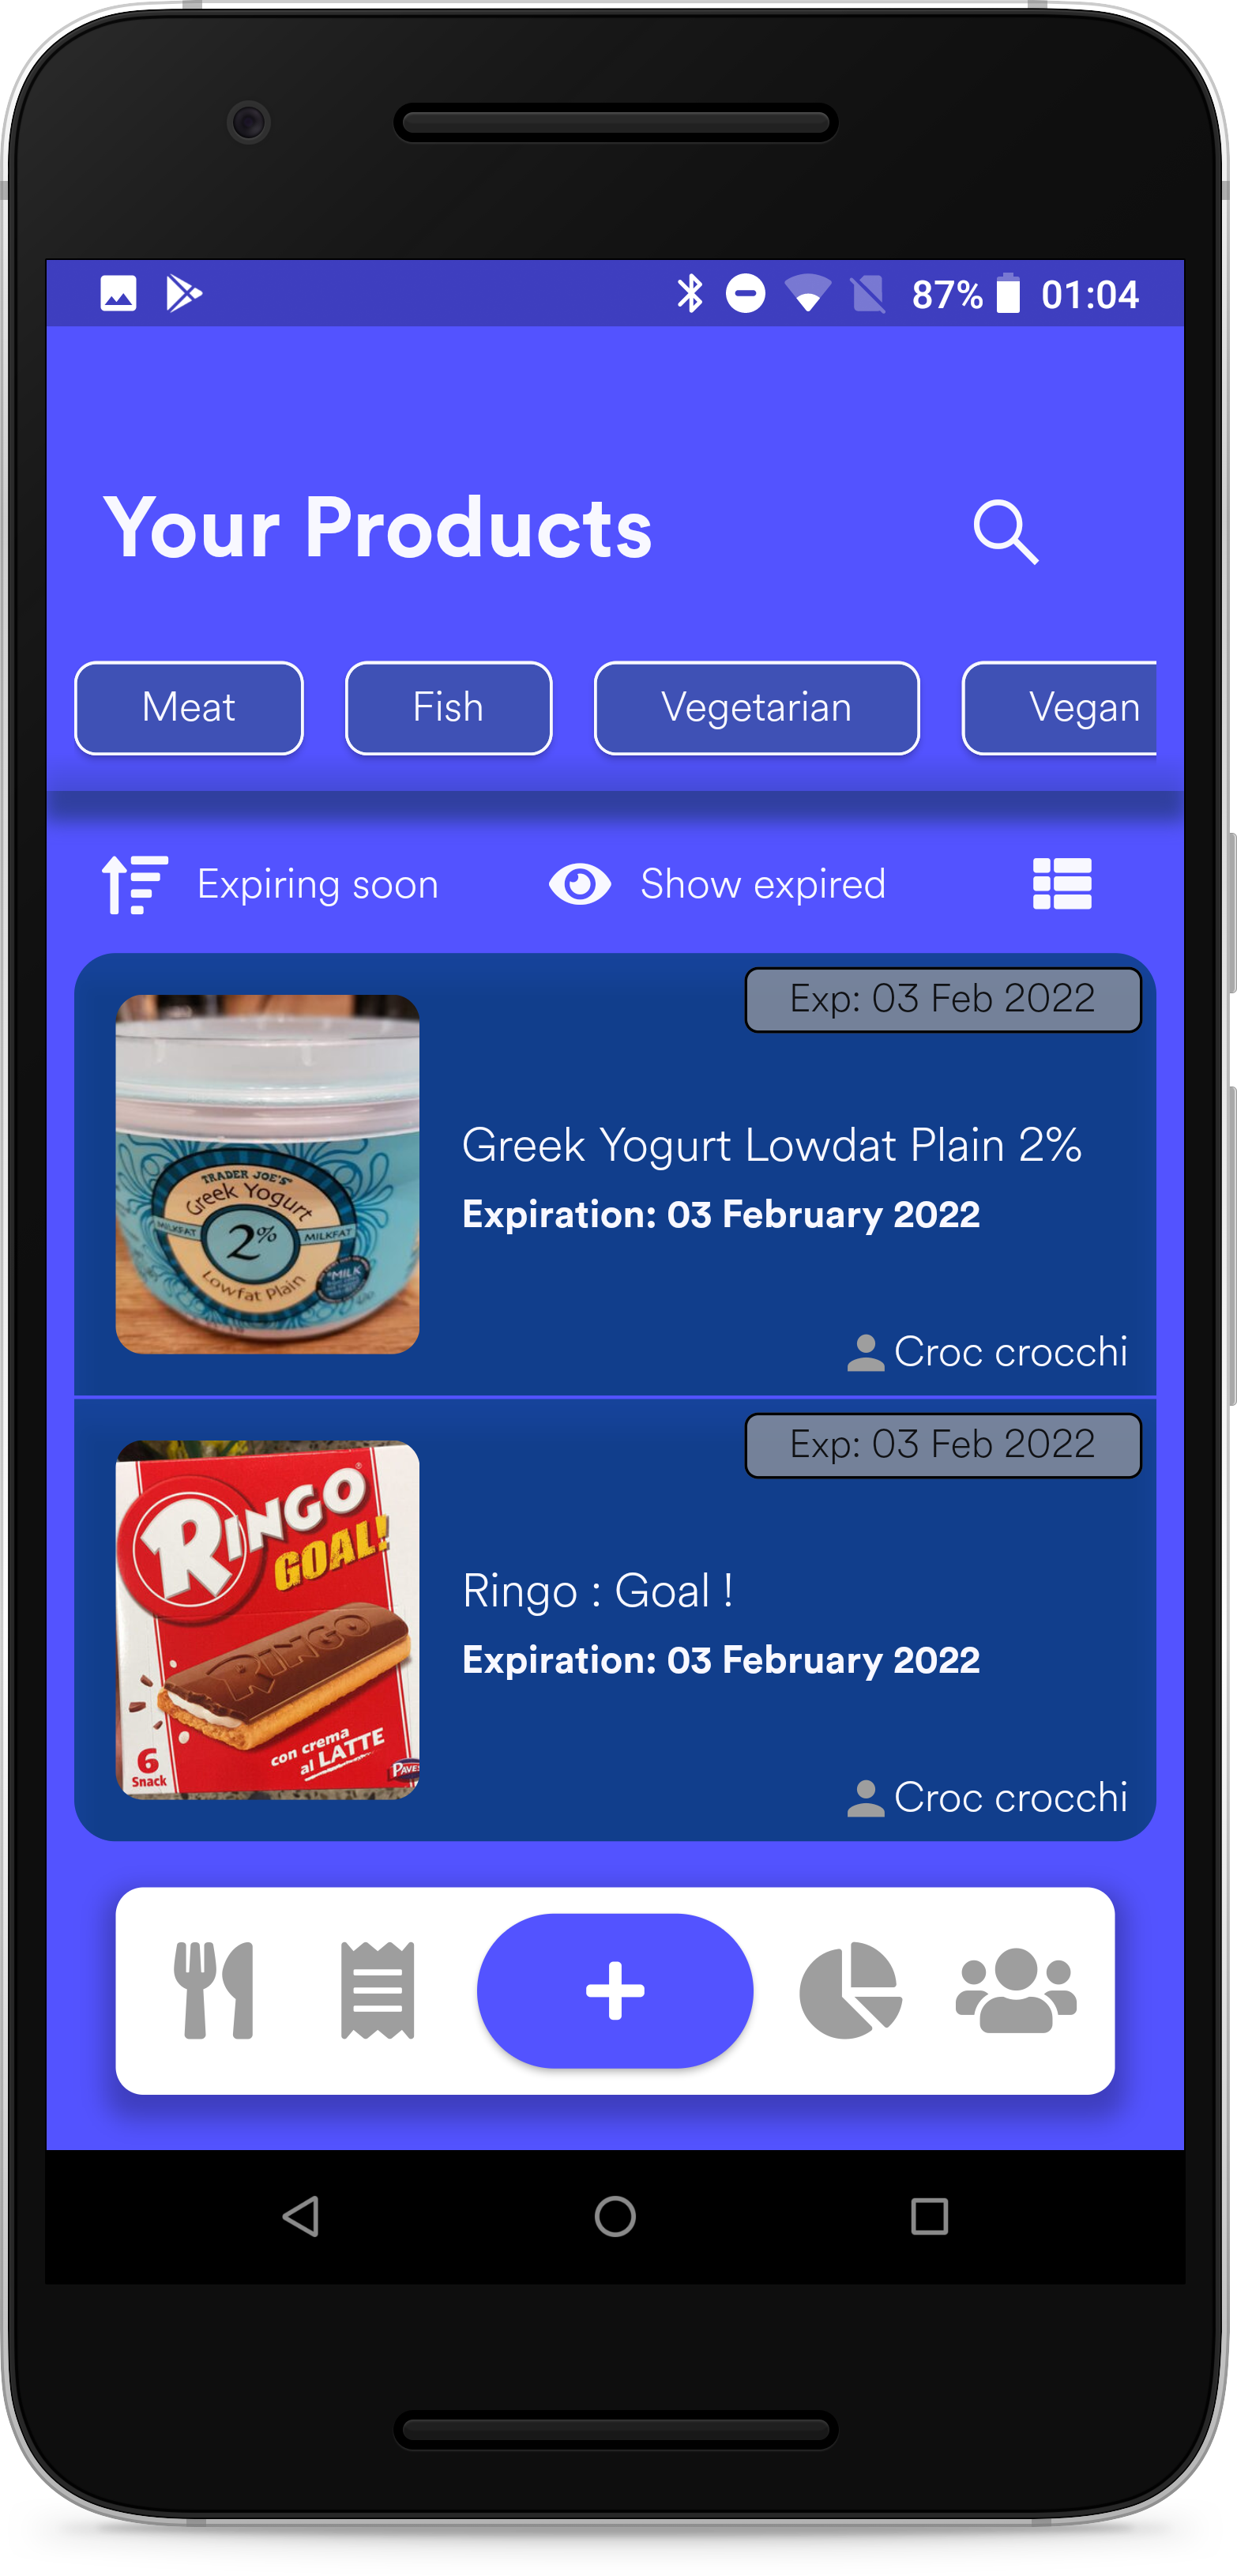 87% 01:04
Your Products
Meat Fish Vegetarian Vegan
Expiring soon Show expired
Exp: 03 Feb 2022
TRADER JOE'S
Greek Yogurt
MILKFAT 2% MILKFAT
Lowfat Plain
MILK
Greek Yogurt Lowdat Plain 2%
Expiration: 03 February 2022
Croc crocchi
Exp: 03 Feb 2022
RINGO
GOAL!
RINGO
con crema
al LATTE
6
Snack
Ringo : Goal !
Expiration: 03 February 2022
Croc crocchi